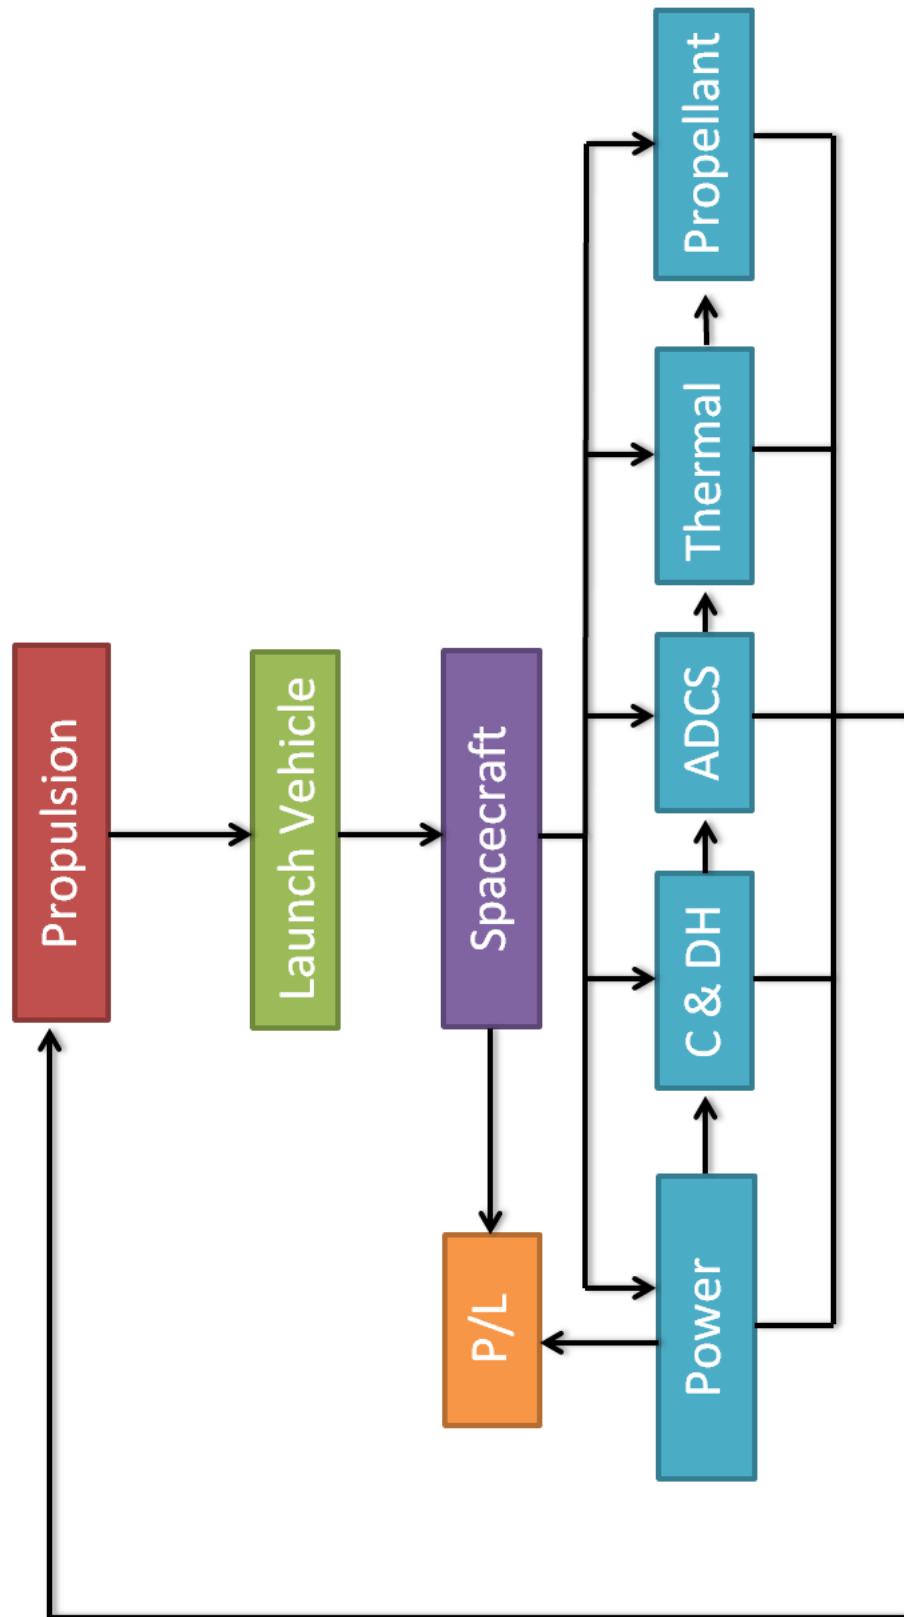 Propulsion
Launch Vehicle
P/L
Spacecraft
Power
C & DH
ADCS
Thermal
Propellant